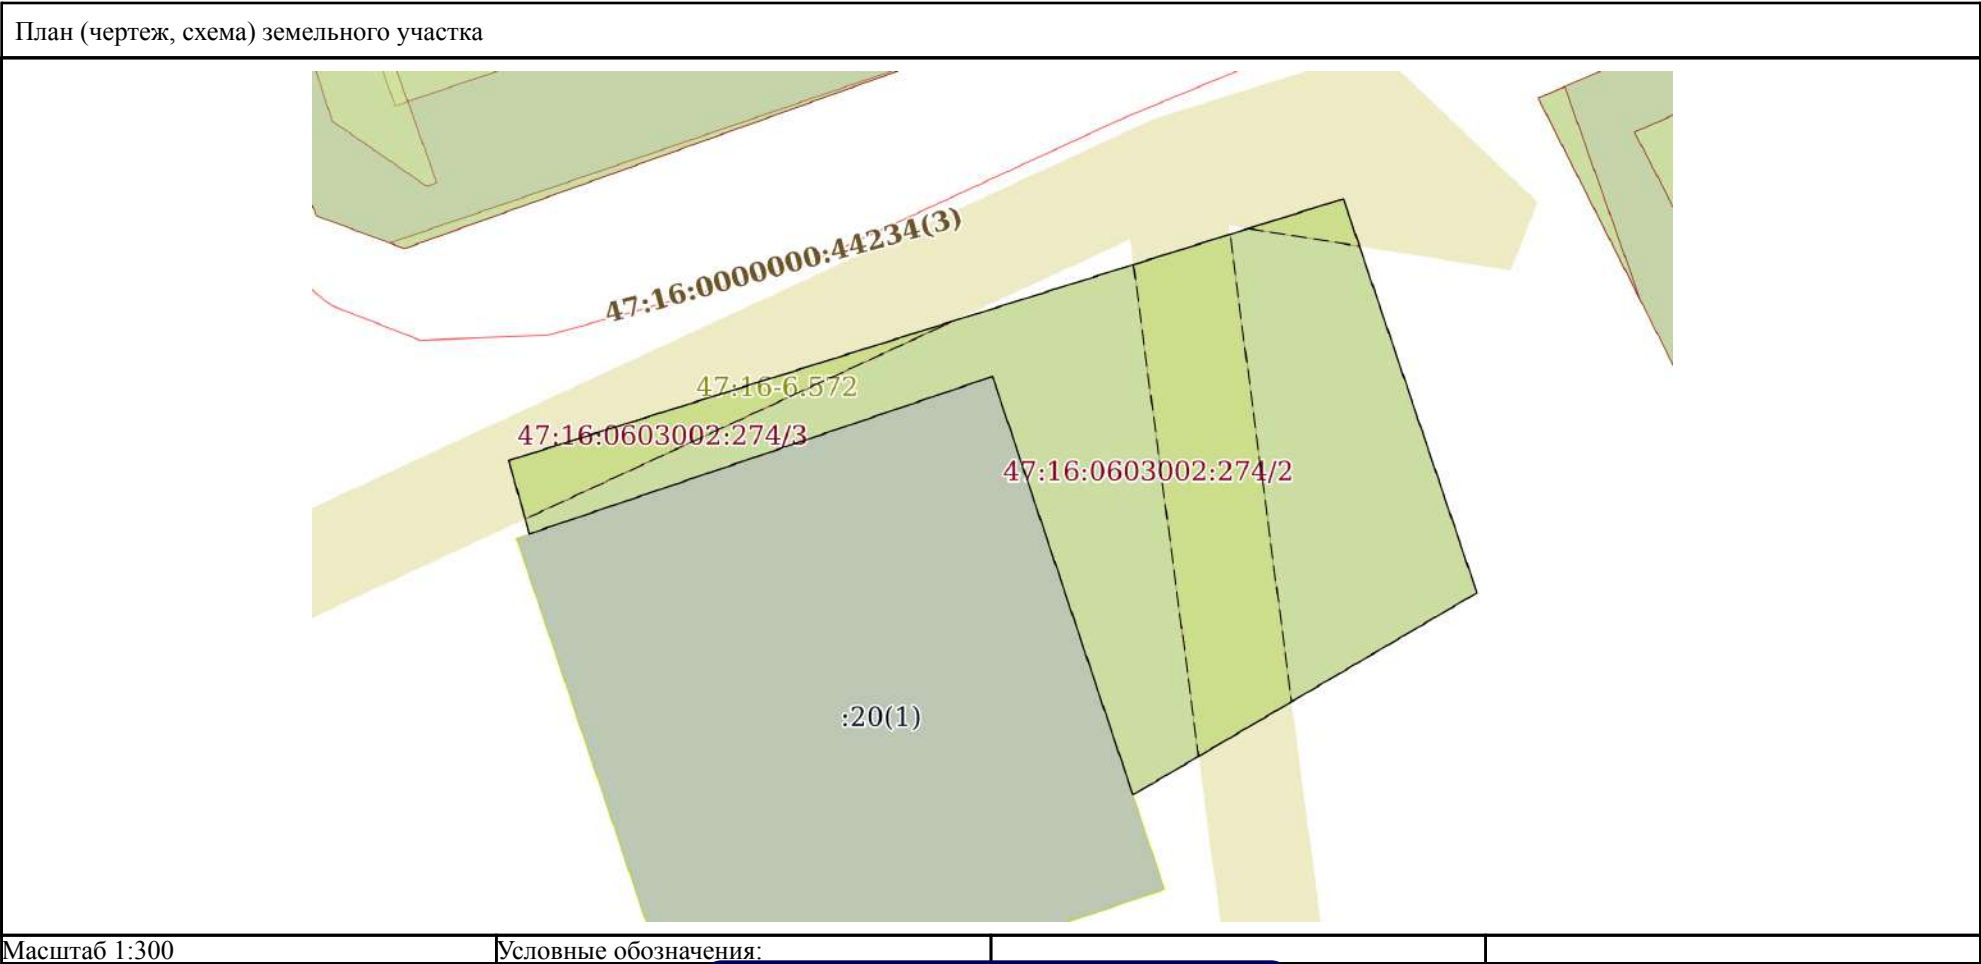 План (чертеж, схема) земельного участка
47:16:0000000:44234(3)
47:16-6.572
47:16:0603002:274/3
47:16:0603002:274/2
:20(1)
Масштаб 1:300
Условные обозначения: